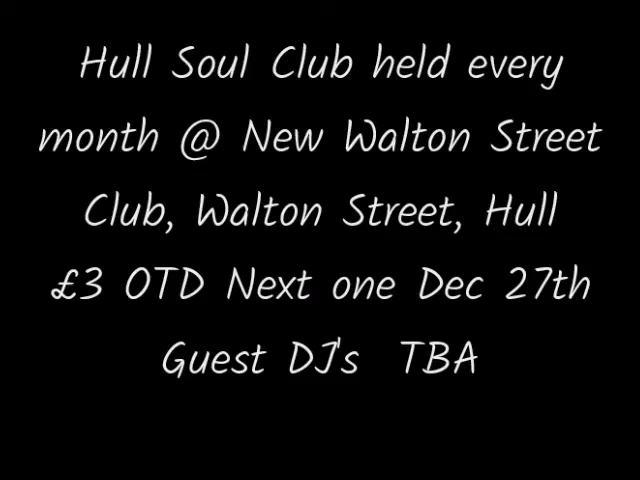 Hull Soul Club held every
month @ New Walton Street
Club, Walton Street, Hull
£3 OTD Next one Dec 27th
Guest DJ's TBA